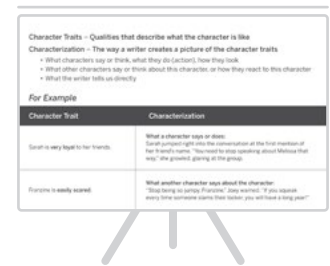 Character Traits – Qualities that describe what the character is like
Characterization – The way a writer creates a picture of the character traits
• What characters say or think, what they do (action), how they look
• What other characters say or think about this character, or how they react to this character
• What the writer tells us directly
For Example
Character Trait
Characterization
Sarah is very loyal to her friends.
What a character says or does:
Sarah jumped right into the conversation at the first mention of
her friend's name. "You need to stop speaking about Melissa that
way," she growled, glaring at the group.
Francine is easily scared.
What another character says about the character:
"Stop being so jumpy, Francine," Joey warned. "If you squeak
every time someone slams their locker, you will have a long year!"